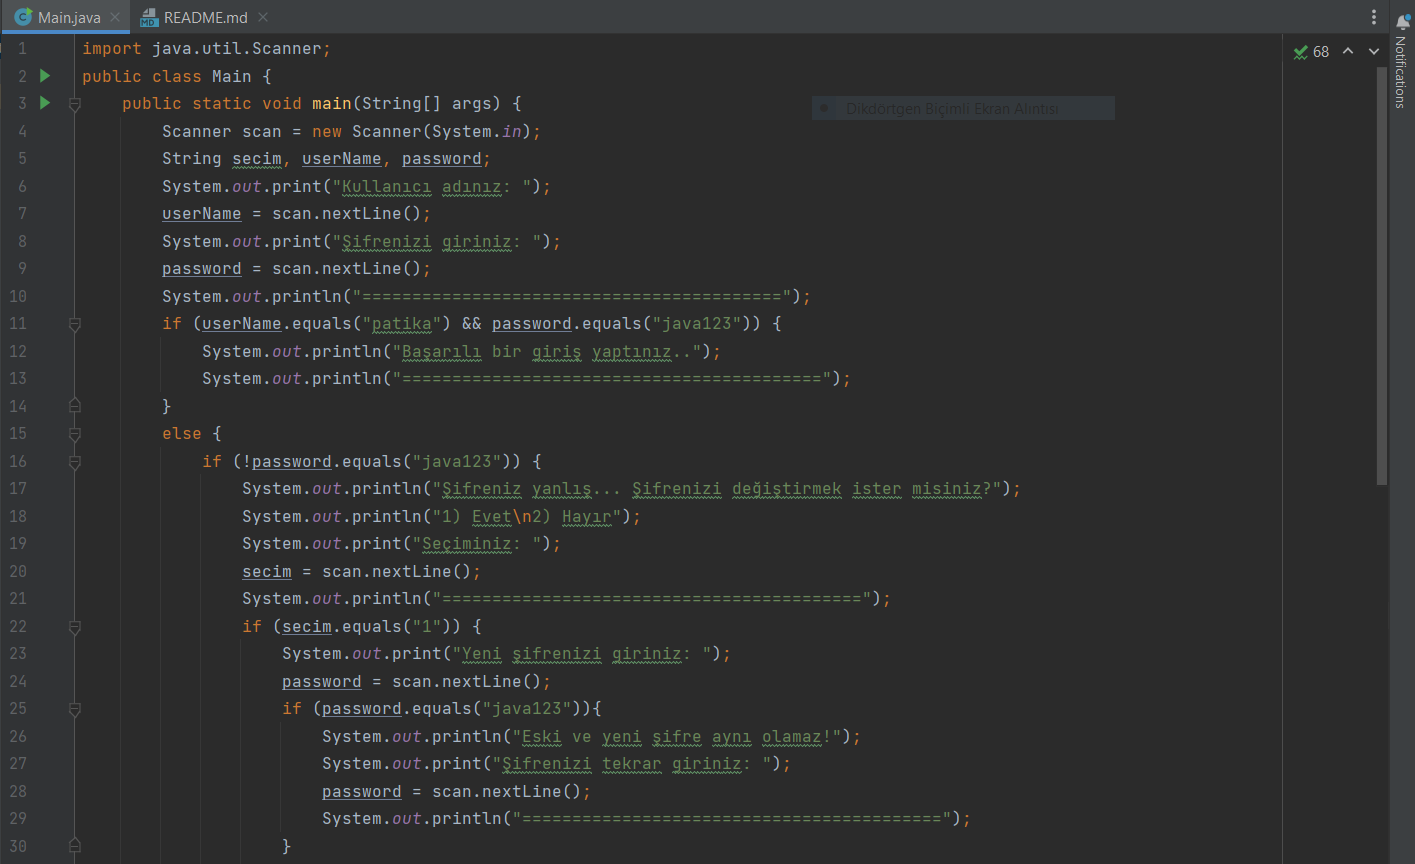 Main.java README.md
Notifications
68
1 import java.util.Scanner;
2 public class Main {
3 public static void main(String[] args) {
Dikdörtgen Biçimli Ekran Alıntısı
4 Scanner scan = new Scanner(System.in);
5 String secim, userName, password;
6 System.out.print("Kullanıcı adınız: ");
7 userName = scan.nextLine();
8 System.out.print("Şifrenizi giriniz: ");
9 password = scan.nextLine();
10 System.out.println("==========================================");
11 if (userName.equals("patika") && password.equals("java123")) {
12 System.out.println("Başarılı bir giriş yaptınız..");
13 System.out.println("==========================================");
14 }
15 else {
16 if (!password.equals("java123")) {
17 System.out.println("Şifreniz yanlış... Şifrenizi değiştirmek ister misiniz?");
18 System.out.println("1) Evet\n2) Hayır");
19 System.out.print("Seçiminiz: ");
20 secim = scan.nextLine();
21 System.out.println("==========================================");
22 if (secim.equals("1")) {
23 System.out.print("Yeni şifrenizi giriniz: ");
24 password = scan.nextLine();
25 if (password.equals("java123")){
26 System.out.println("Eski ve yeni şifre aynı olamaz!");
27 System.out.print("Şifrenizi tekrar giriniz: ");
28 password = scan.nextLine();
29 System.out.println("==========================================");
30 }